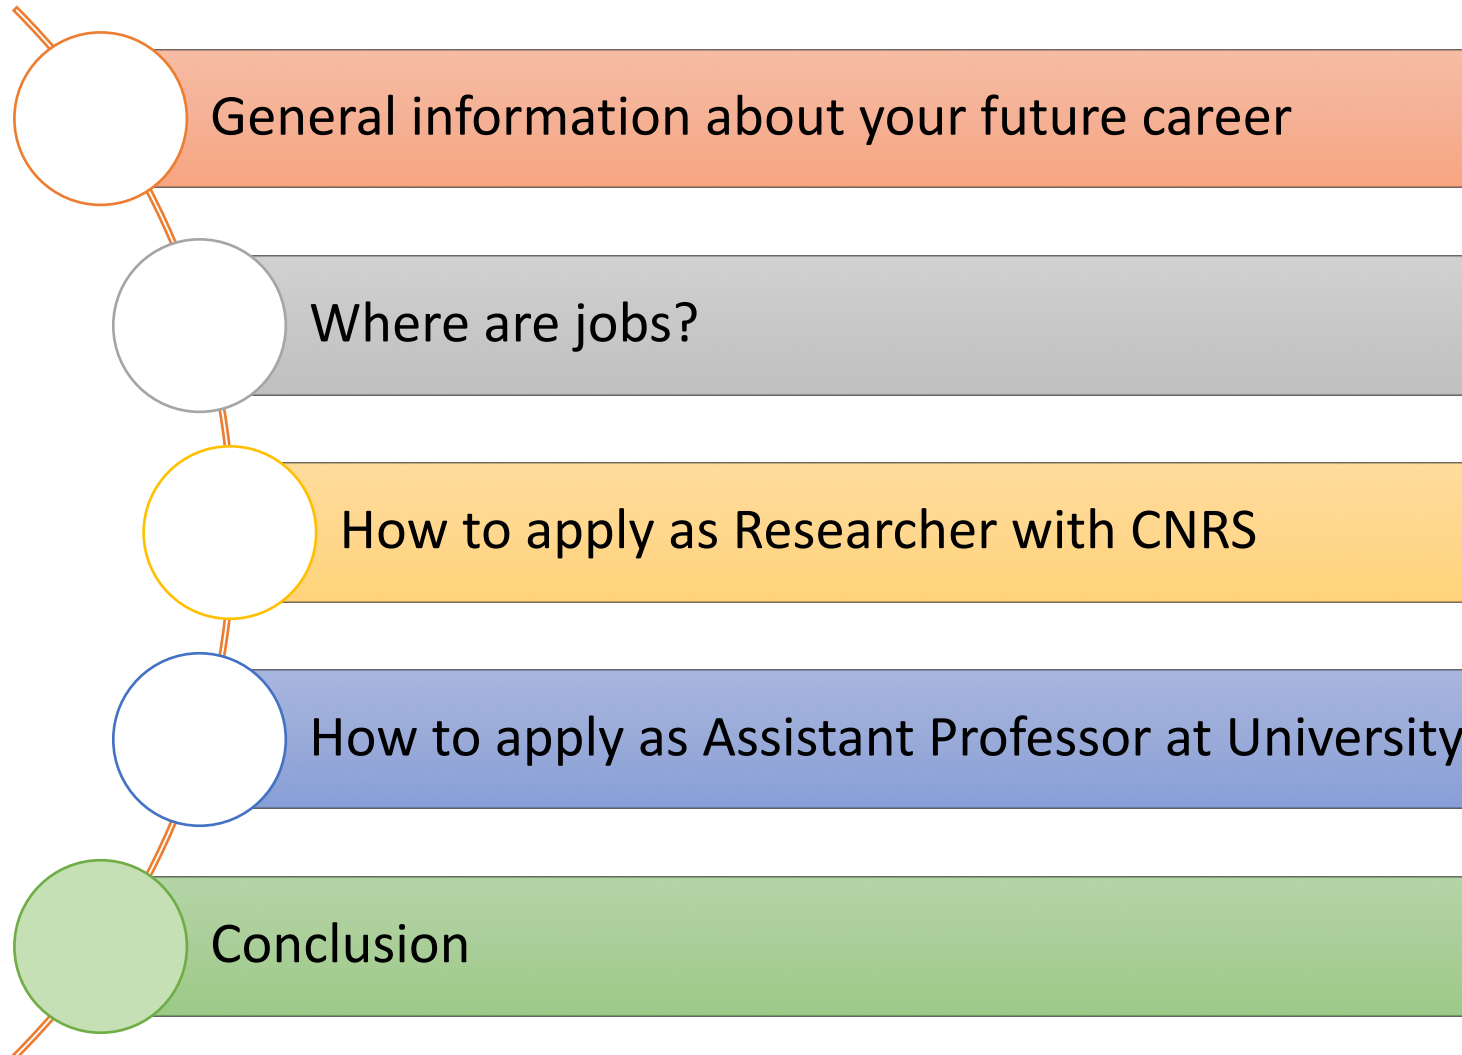 General information about your future career
Where are jobs?
How to apply as Researcher with CNRS
How to apply as Assistant Professor at University
Conclusion